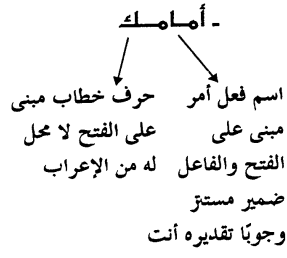 - أمامك
اسم فعل أمر
مبنى على
الفتح والفاعل
ضمير مستتر
وجوبًا تقديره أنت
حرف خطاب مبنى
على الفتح لا محل
له من الإعراب